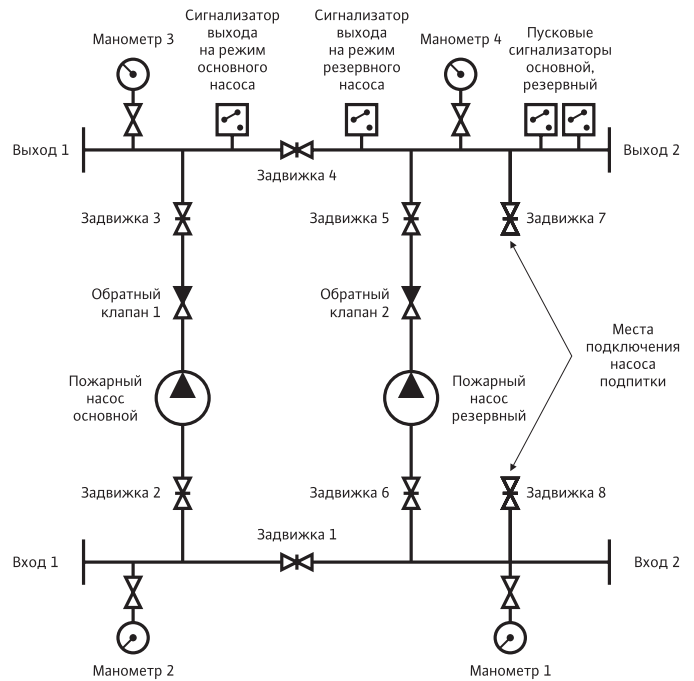 Манометр 3
Сигнализатор
выхода
на режим
основного
насоса
Сигнализатор
выхода
на режим
резервного
насоса
Манометр 4
Пусковые
сигнализаторы
основной,
резервный
Выход 1
Выход 2
Задвижка 4
Задвижка 3
Задвижка 5
Задвижка 7
Обратный
клапан 1
Обратный
клапан 2
Места
подключения
насоса
подпитки
Пожарный
насос
основной
Пожарный
насос
резервный
Задвижка 2
Задвижка 6
Задвижка 8
Задвижка 1
Вход 1
Вход 2
Манометр 2
Манометр 1